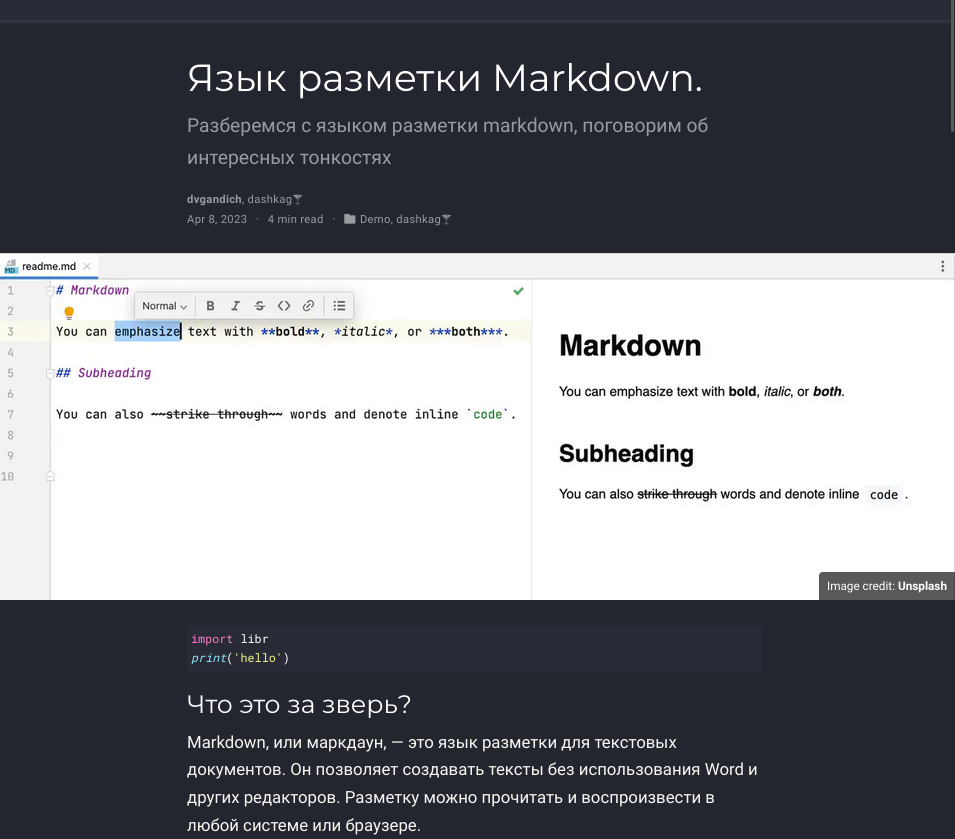 Язык разметки Markdown.
Разберемся с языком разметки markdown, поговорим об
интересных тонкостях
dvgandich, dashkag🍸
Apr 8, 2023 · 4 min read · Demo, dashkag🍸
MD readme.md
1 # Markdown
Normal B I S <>
2
3 You can emphasize text with **bold**, *italic*, or ***both***.
4
5 ## Subheading
6
7 You can also ~~strike through~~ words and denote inline `code`.
8
9
10
Markdown
You can emphasize text with bold, italic, or both.
Subheading
You can also strike through words and denote inline code .
Image credit: Unsplash
import libr
print('hello')
Что это за зверь?
Markdown, или маркдаун, — это язык разметки для текстовых
документов. Он позволяет создавать тексты без использования Word и
других редакторов. Разметку можно прочитать и воспроизвести в
любой системе или браузере.